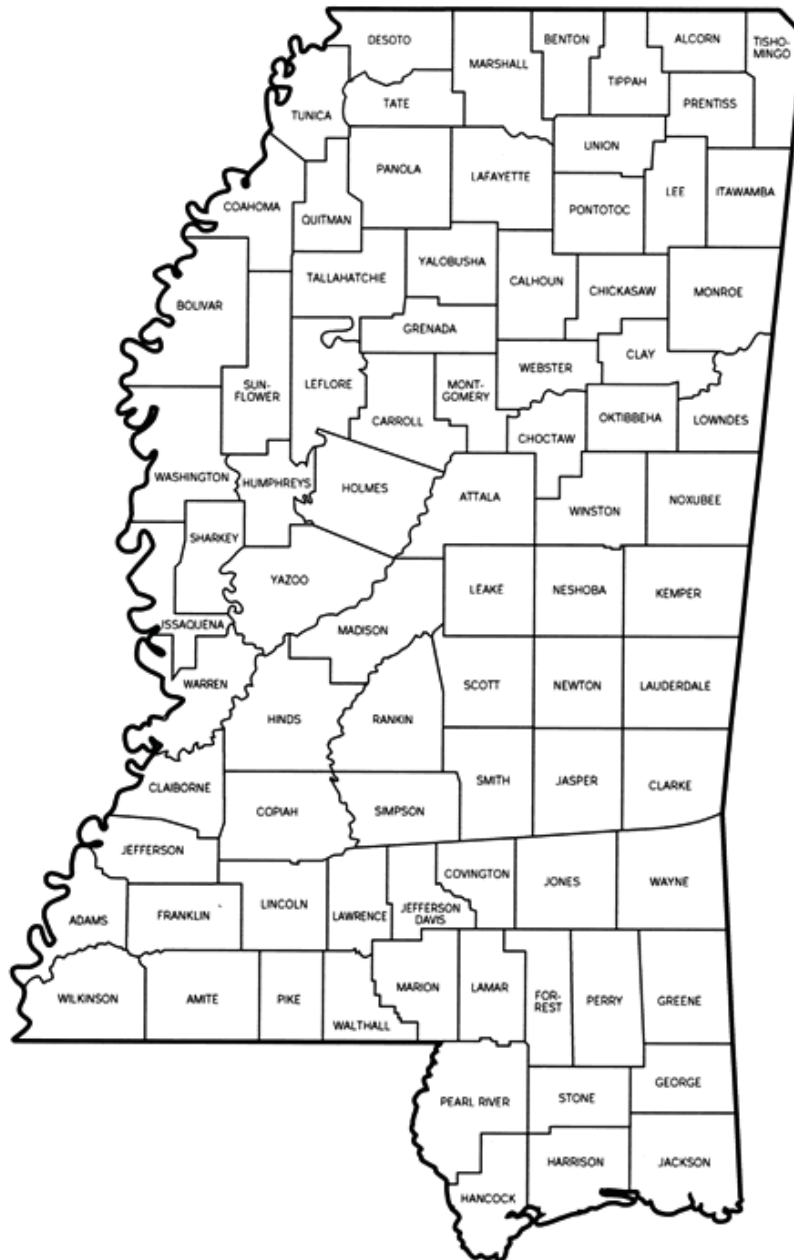 DESOTO
MARSHALL
BENTON
TIPPAH
ALCORN
TISHO-
MINGO
TUNICA
TATE
PRENTISS
PANOLA
LAFAYETTE
UNION
LEE
ITAWAMBA
COAHOMA
QUITMAN
PONTOTOC
TALLAHATCHIE
YALOBUSHA
CALHOUN
CHICKASAW
MONROE
BOLIVAR
GRENADA
SUN-
FLOWER
LEFLORE
CARROLL
MONT-
GOMERY
WEBSTER
CLAY
CHOCTAW
OKTIBBEHA
LOWNDES
WASHINGTON
HUMPHREYS
HOLMES
ATTALA
WINSTON
NOXUBEE
SHARKEY
YAZOO
LEAKE
NESHOBA
KEMPER
ISSAQUENA
MADISON
WARREN
HINDS
RANKIN
SCOTT
NEWTON
LAUDERDALE
CLAIBORNE
COPIAH
SIMPSON
SMITH
JASPER
CLARKE
JEFFERSON
COVINGTON
JONES
WAYNE
ADAMS
FRANKLIN
LINCOLN
LAWRENCE
JEFFERSON
DAVIS
WILKINSON
AMITE
PIKE
WALTHALL
MARION
LAMAR
FOR-
REST
PERRY
GREENE
PEARL RIVER
STONE
GEORGE
HANCOCK
HARRISON
JACKSON